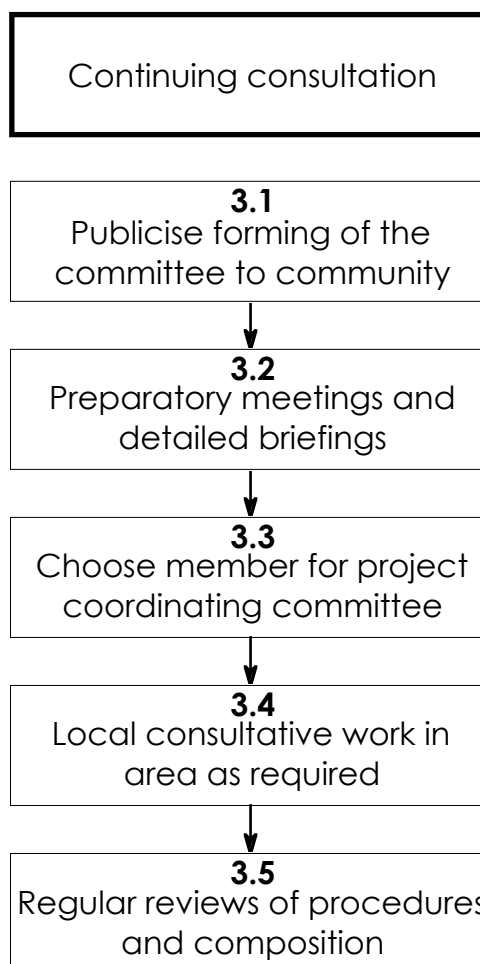 Continuing consultation
3.1
Publicise forming of the
committee to community
3.2
Preparatory meetings and
detailed briefings
3.3
Choose member for project
coordinating committee
3.4
Local consultative work in
area as required
3.5
Regular reviews of procedures
and composition